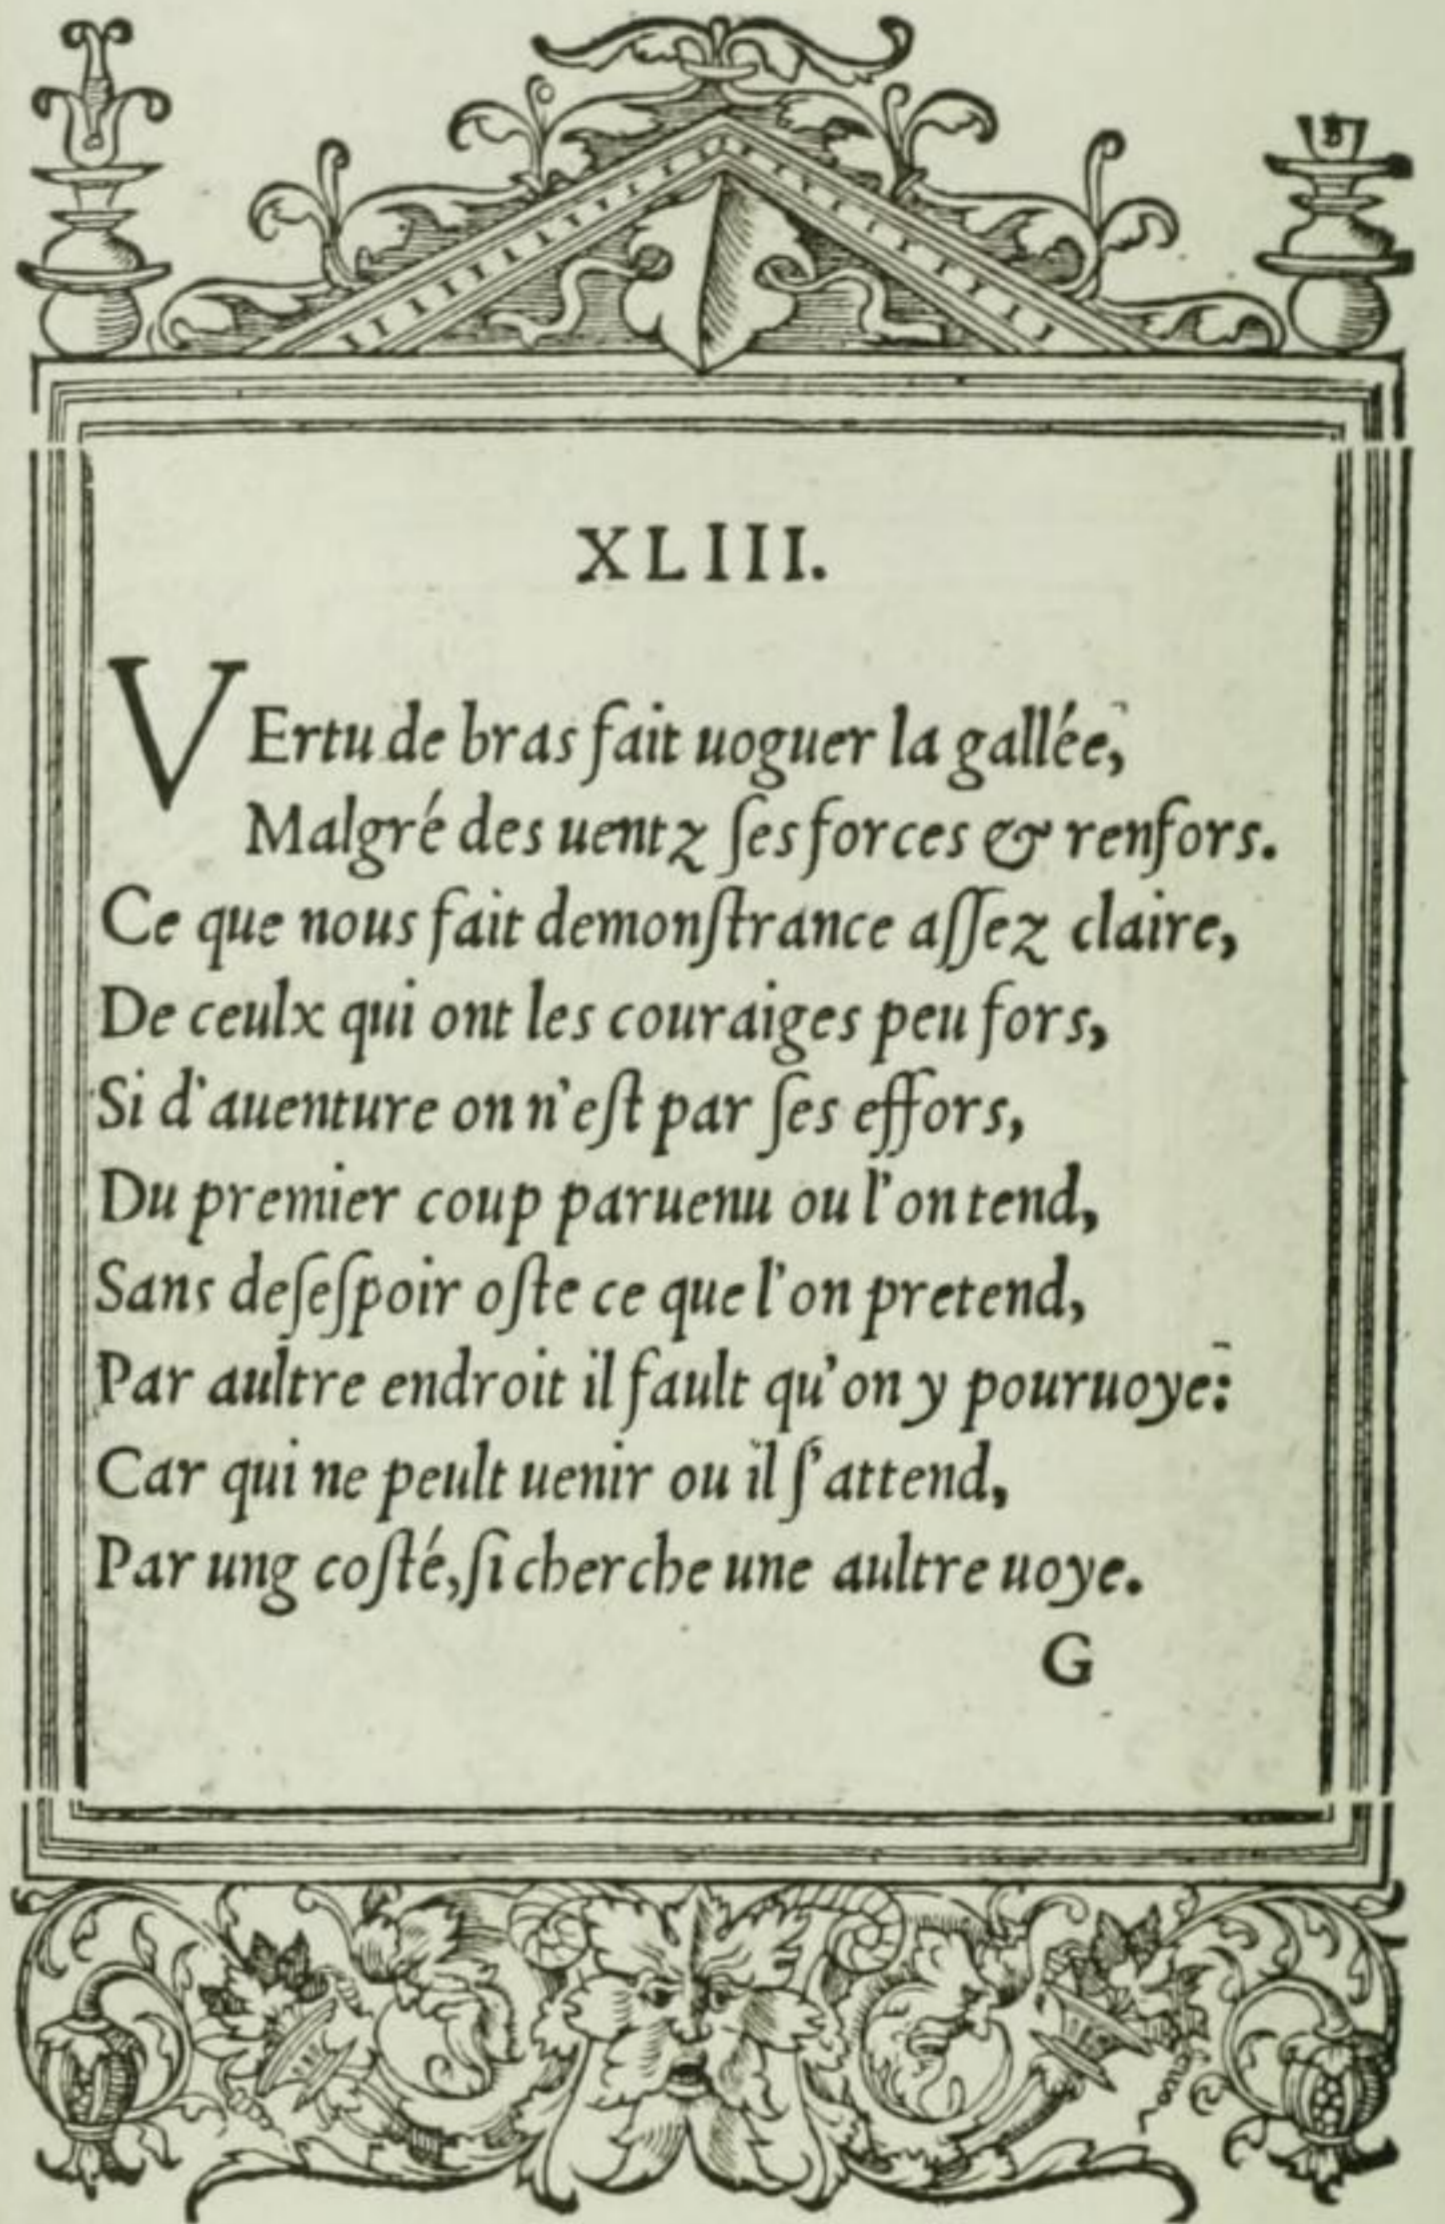 XLIII.
VErtu de bras fait uoguer la gallée,
Malgré des uentz ſes forces & renfors.
Ce que nous fait demonſtrance aſſez claire,
De ceulx qui ont les couraiges peu fors,
Si d'auenture on n'eſt par ſes effors,
Du premier coup paruenu ou l'on tend,
Sans deſeſpoir oſte ce que l'on pretend,
Par aultre endroit il fault qu'on y pouruoye:
Car qui ne peult uenir ou il ſ'attend,
Par ung coſté, ſi cherche une aultre uoye.
G